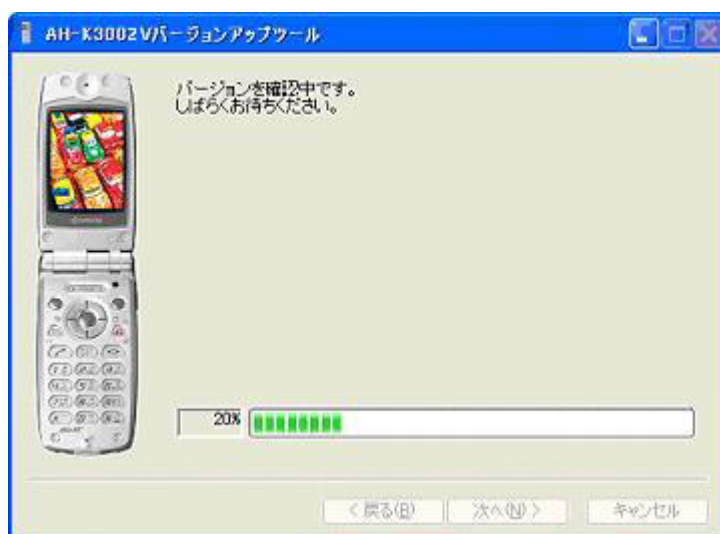 AH-K3002Vバージョンアップツール
バージョンを確認中です。
しばらくお待ちください。
20%
< 戻る(B)
次へ(N) >
キャンセル